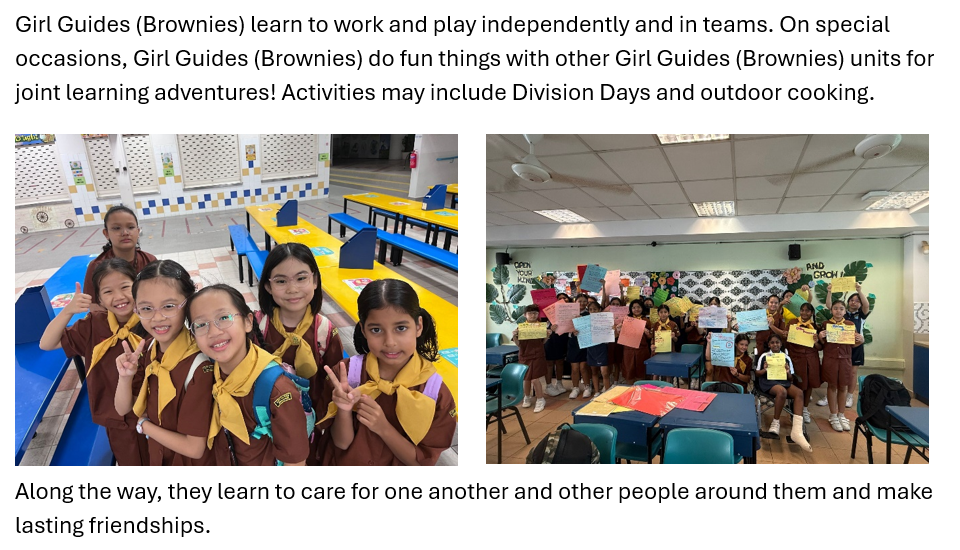 Girl Guides (Brownies) learn to work and play independently and in teams. On special
occasions, Girl Guides (Brownies) do fun things with other Girl Guides (Brownies) units for
joint learning adventures! Activities may include Division Days and outdoor cooking.
OPEN
YOUR
MIND
AND
GROW
Along the way, they learn to care for one another and other people around them and make
lasting friendships.